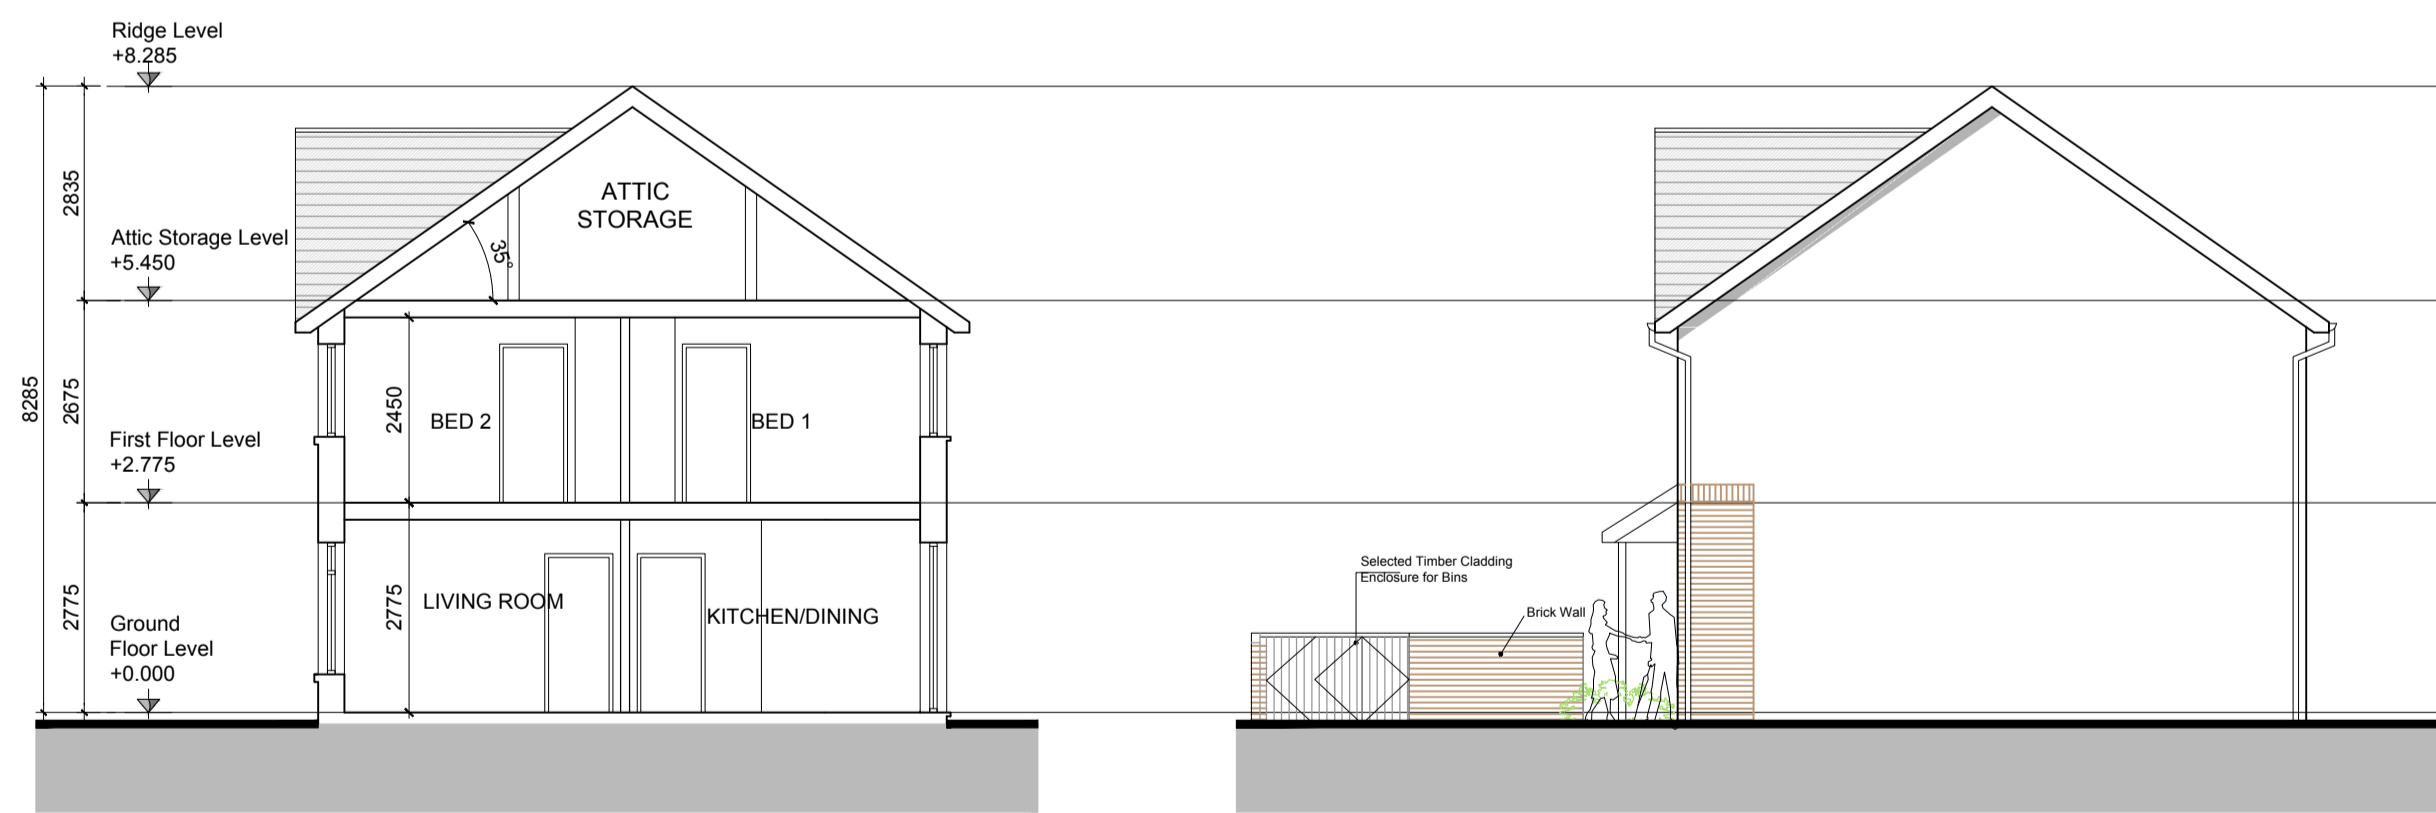 Ridge Level
+8.285
2835
ATTIC
STORAGE
35°
Attic Storage Level
+5.450
8285
2675
2450
BED 2
BED 1
First Floor Level
+2.775
2775
2775
LIVING ROOM
KITCHEN/DINING
Ground
Floor Level
+0.000
Selected Timber Cladding
Enclosure for Bins
Brick Wall